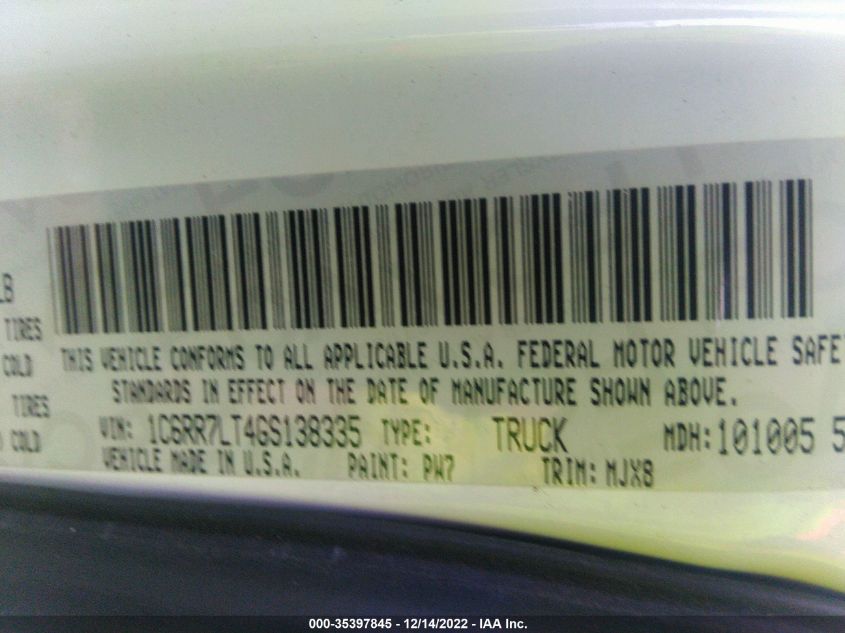 LB
TIRES
COLD
TIRES
COLD
THIS VEHICLE CONFORMS TO ALL APPLICABLE U.S.A. FEDERAL MOTOR VEHICLE SAFE
STANDARDS IN EFFECT ON THE DATE OF MANUFACTURE SHOWN ABOVE.
VIN: 1C6RR7LT4GS138335 TYPE: TRUCK MDH: 101005 5
VEHICLE MADE IN U.S.A. PAINT: PW7 TRIM: MJX8
000-35397845 - 12/14/2022 - IAA Inc.